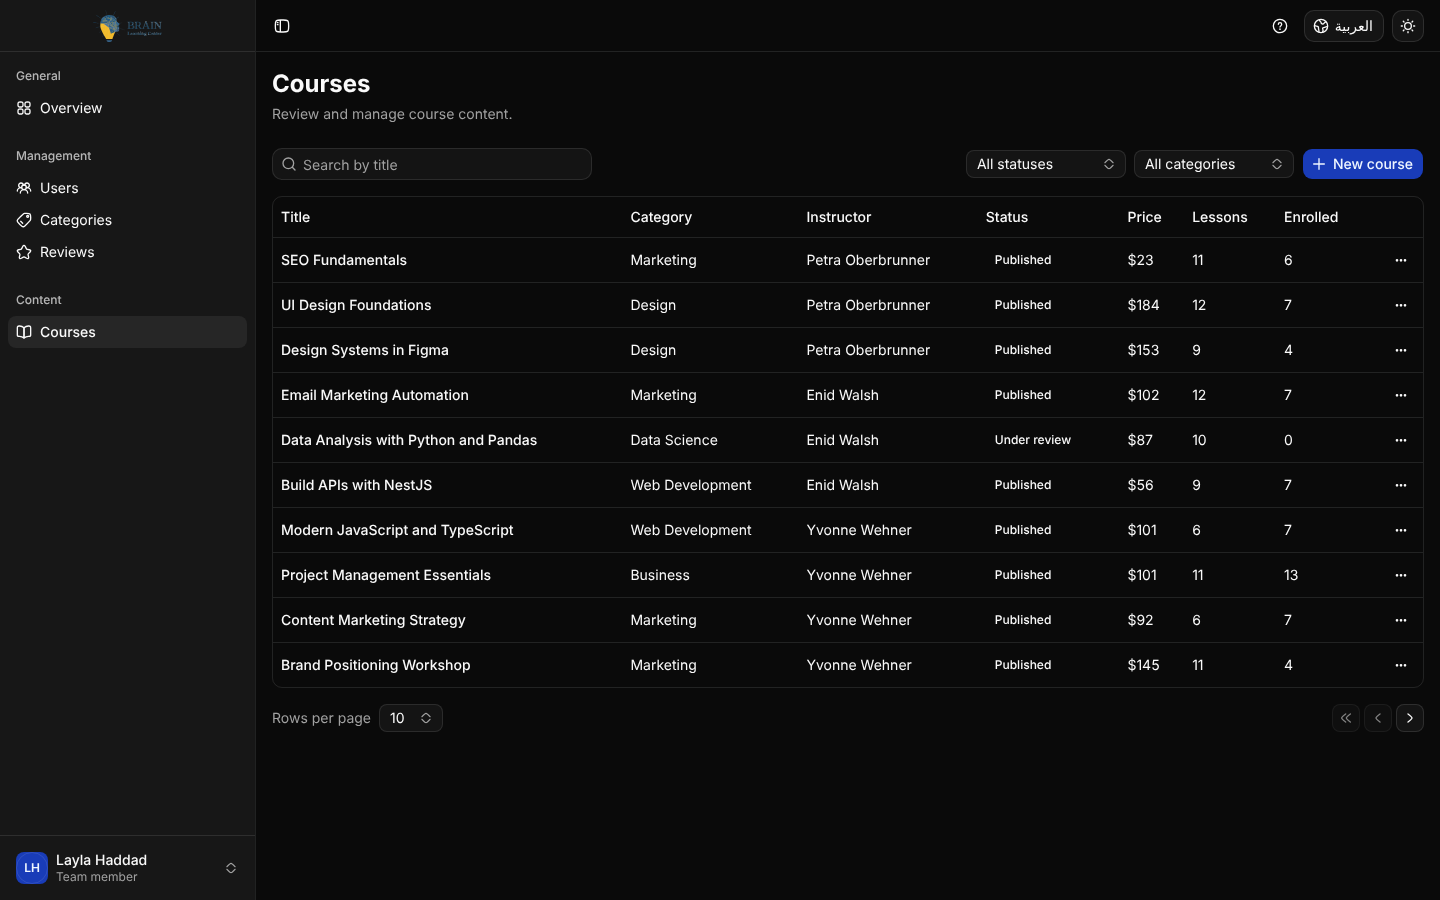 BRAIN
General
Overview
Management
Users
Categories
Reviews
Content
Courses
LH
Layla Haddad
Team member
العربية
Courses
Review and manage course content.
Search by title
All statuses
All categories
New course
Title Category Instructor Status Price Lessons Enrolled
SEO Fundamentals Marketing Petra Oberbrunner Published $23 11 6
UI Design Foundations Design Petra Oberbrunner Published $184 12 7
Design Systems in Figma Design Petra Oberbrunner Published $153 9 4
Email Marketing Automation Marketing Enid Walsh Published $102 12 7
Data Analysis with Python and Pandas Data Science Enid Walsh Under review $87 10 0
Build APIs with NestJS Web Development Enid Walsh Published $56 9 7
Modern JavaScript and TypeScript Web Development Yvonne Wehner Published $101 6 7
Project Management Essentials Business Yvonne Wehner Published $101 11 13
Content Marketing Strategy Marketing Yvonne Wehner Published $92 6 7
Brand Positioning Workshop Marketing Yvonne Wehner Published $145 11 4
Rows per page 10